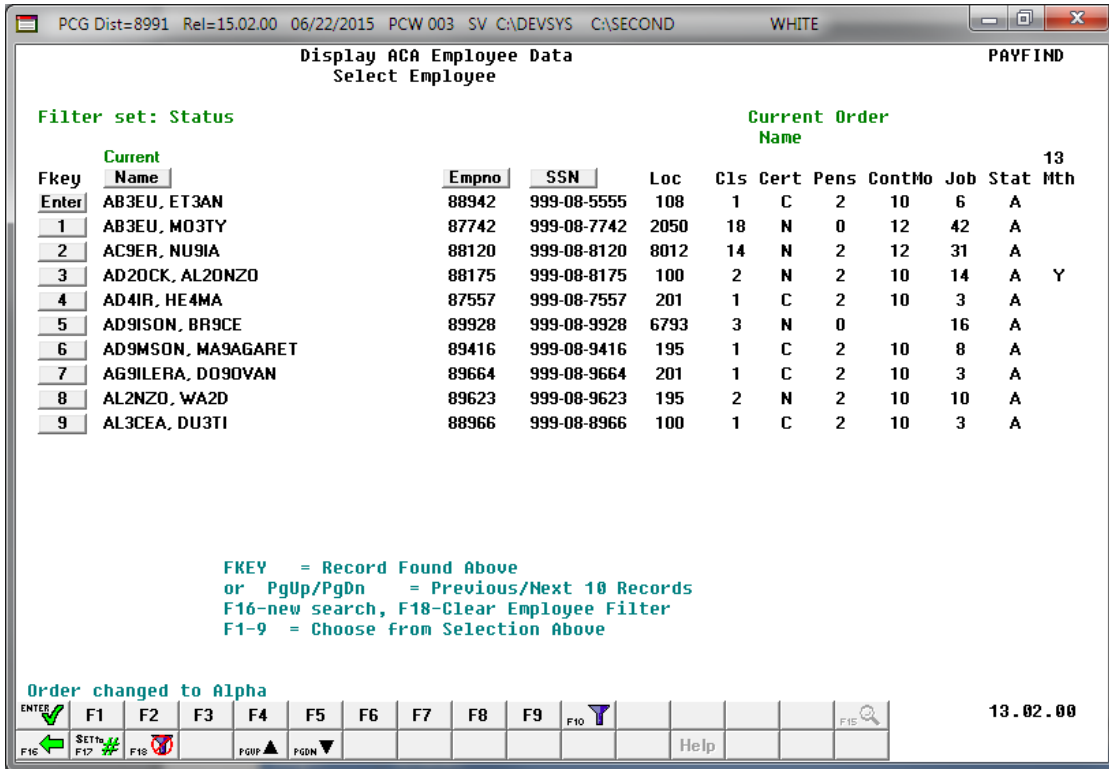 PCG Dist=8991 Rel=15.02.00 06/22/2015 PCW 003 SV C:\DEVSYS C:\SECOND WHITE
Display ACA Employee Data PAYFIND
Select Employee
Filter set: Status Current Order
Name
Current 13
Fkey Name Empno SSN Loc Cls Cert Pens ContMo Job Stat Mth
Enter AB3EU, ET3AN 88942 999-08-5555 108 1 C 2 10 6 A
1 AB3EU, MO3TY 87742 999-08-7742 2050 18 N 0 12 42 A
2 AC9ER, NU9IA 88120 999-08-8120 8012 14 N 2 12 31 A
3 AD2OCK, AL2ONZO 88175 999-08-8175 100 2 N 2 10 14 A Y
4 AD4IR, HE4MA 87557 999-08-7557 201 1 C 2 10 3 A
5 AD9ISON, BR9CE 89928 999-08-9928 6793 3 N 0 16 A
6 AD9MSON, MA9AGARET 89416 999-08-9416 195 1 C 2 10 8 A
7 AG9ILERA, DO9OVAN 89664 999-08-9664 201 1 C 2 10 3 A
8 AL2NZO, WA2D 89623 999-08-9623 195 2 N 2 10 10 A
9 AL3CEA, DU3TI 88966 999-08-8966 100 1 C 2 10 3 A
FKEY = Record Found Above
or PgUp/PgDn = Previous/Next 10 Records
F16-new search, F18-Clear Employee Filter
F1-9 = Choose from Selection Above
Order changed to Alpha
ENTER F1 F2 F3 F4 F5 F6 F7 F8 F9 F10 F15 13.02.00
F16 SETTo F17 # F18 PGUP PGDN Help